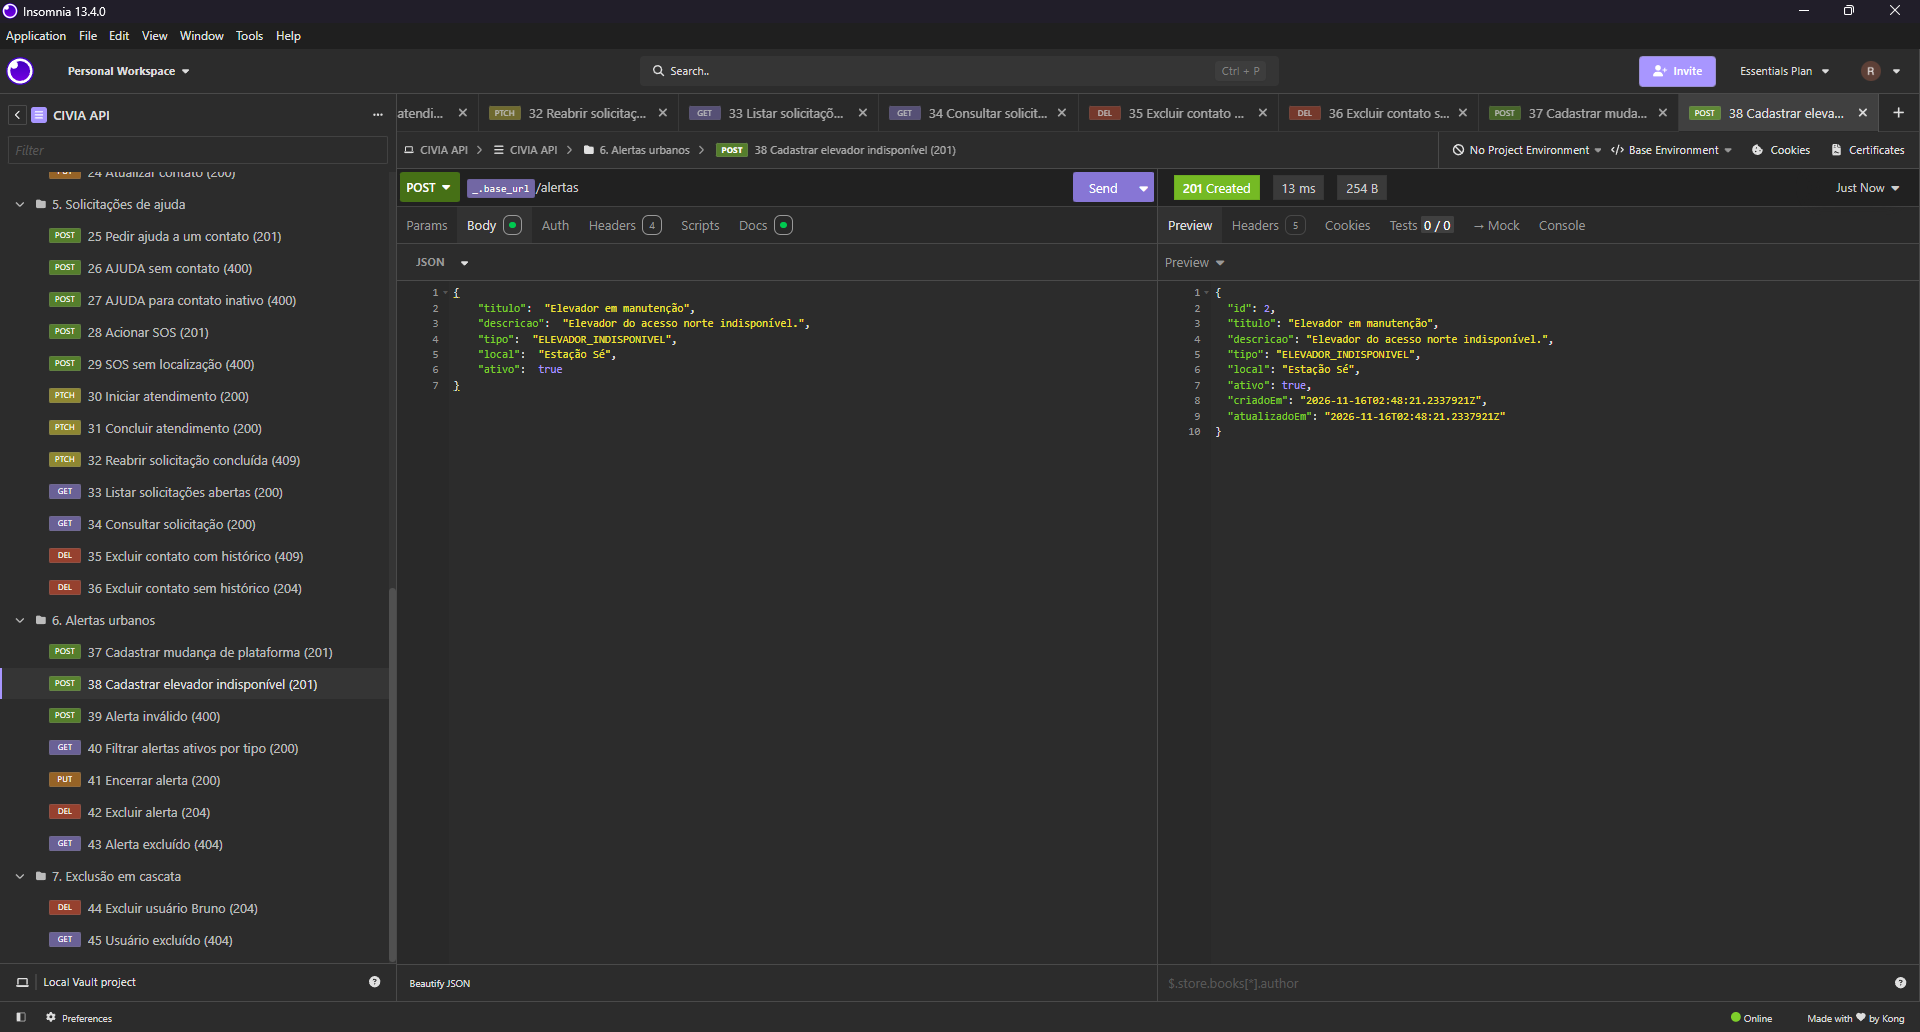 Insomnia 13.4.0
Application File Edit View Window Tools Help
Personal Workspace
Search..
Ctrl + P
Invite
Essentials Plan
R
CIVIA API
Filter
24 Atualizar contato (200)
5. Solicitações de ajuda
POST 25 Pedir ajuda a um contato (201)
POST 26 AJUDA sem contato (400)
POST 27 AJUDA para contato inativo (400)
POST 28 Acionar SOS (201)
POST 29 SOS sem localização (400)
PTCH 30 Iniciar atendimento (200)
PTCH 31 Concluir atendimento (200)
PTCH 32 Reabrir solicitação concluída (409)
GET 33 Listar solicitações abertas (200)
GET 34 Consultar solicitação (200)
DEL 35 Excluir contato com histórico (409)
DEL 36 Excluir contato sem histórico (204)
6. Alertas urbanos
POST 37 Cadastrar mudança de plataforma (201)
POST 38 Cadastrar elevador indisponível (201)
POST 39 Alerta inválido (400)
GET 40 Filtrar alertas ativos por tipo (200)
PUT 41 Encerrar alerta (200)
DEL 42 Excluir alerta (204)
GET 43 Alerta excluído (404)
7. Exclusão em cascata
DEL 44 Excluir usuário Bruno (204)
GET 45 Usuário excluído (404)
Local Vault project
Preferences
atendi...
PTCH 32 Reabrir solicitaç...
GET 33 Listar solicitaçõ...
GET 34 Consultar solicit...
DEL 35 Excluir contato ...
DEL 36 Excluir contato s...
POST 37 Cadastrar muda...
POST 38 Cadastrar eleva...
CIVIA API > CIVIA API > 6. Alertas urbanos > POST 38 Cadastrar elevador indisponível (201)
No Project Environment
</> Base Environment
Cookies
Certificates
POST _.base_url/alertas
Send
Params Body Auth Headers 4 Scripts Docs
JSON
1 {
2 "titulo": "Elevador em manutenção",
3 "descricao": "Elevador do acesso norte indisponível.",
4 "tipo": "ELEVADOR_INDISPONIVEL",
5 "local": "Estação Sé",
6 "ativo": true
7 }
Beautify JSON
201 Created
13 ms
254 B
Just Now
Preview Headers 5 Cookies Tests 0 / 0 → Mock Console
Preview
1 {
2 "id": 2,
3 "titulo": "Elevador em manutenção",
4 "descricao": "Elevador do acesso norte indisponível.",
5 "tipo": "ELEVADOR_INDISPONIVEL",
6 "local": "Estação Sé",
7 "ativo": true,
8 "criadoEm": "2026-11-16T02:48:21.2337921Z",
9 "atualizadoEm": "2026-11-16T02:48:21.2337921Z"
10 }
$.store.books[*].author
Online
Made with ♥ by Kong